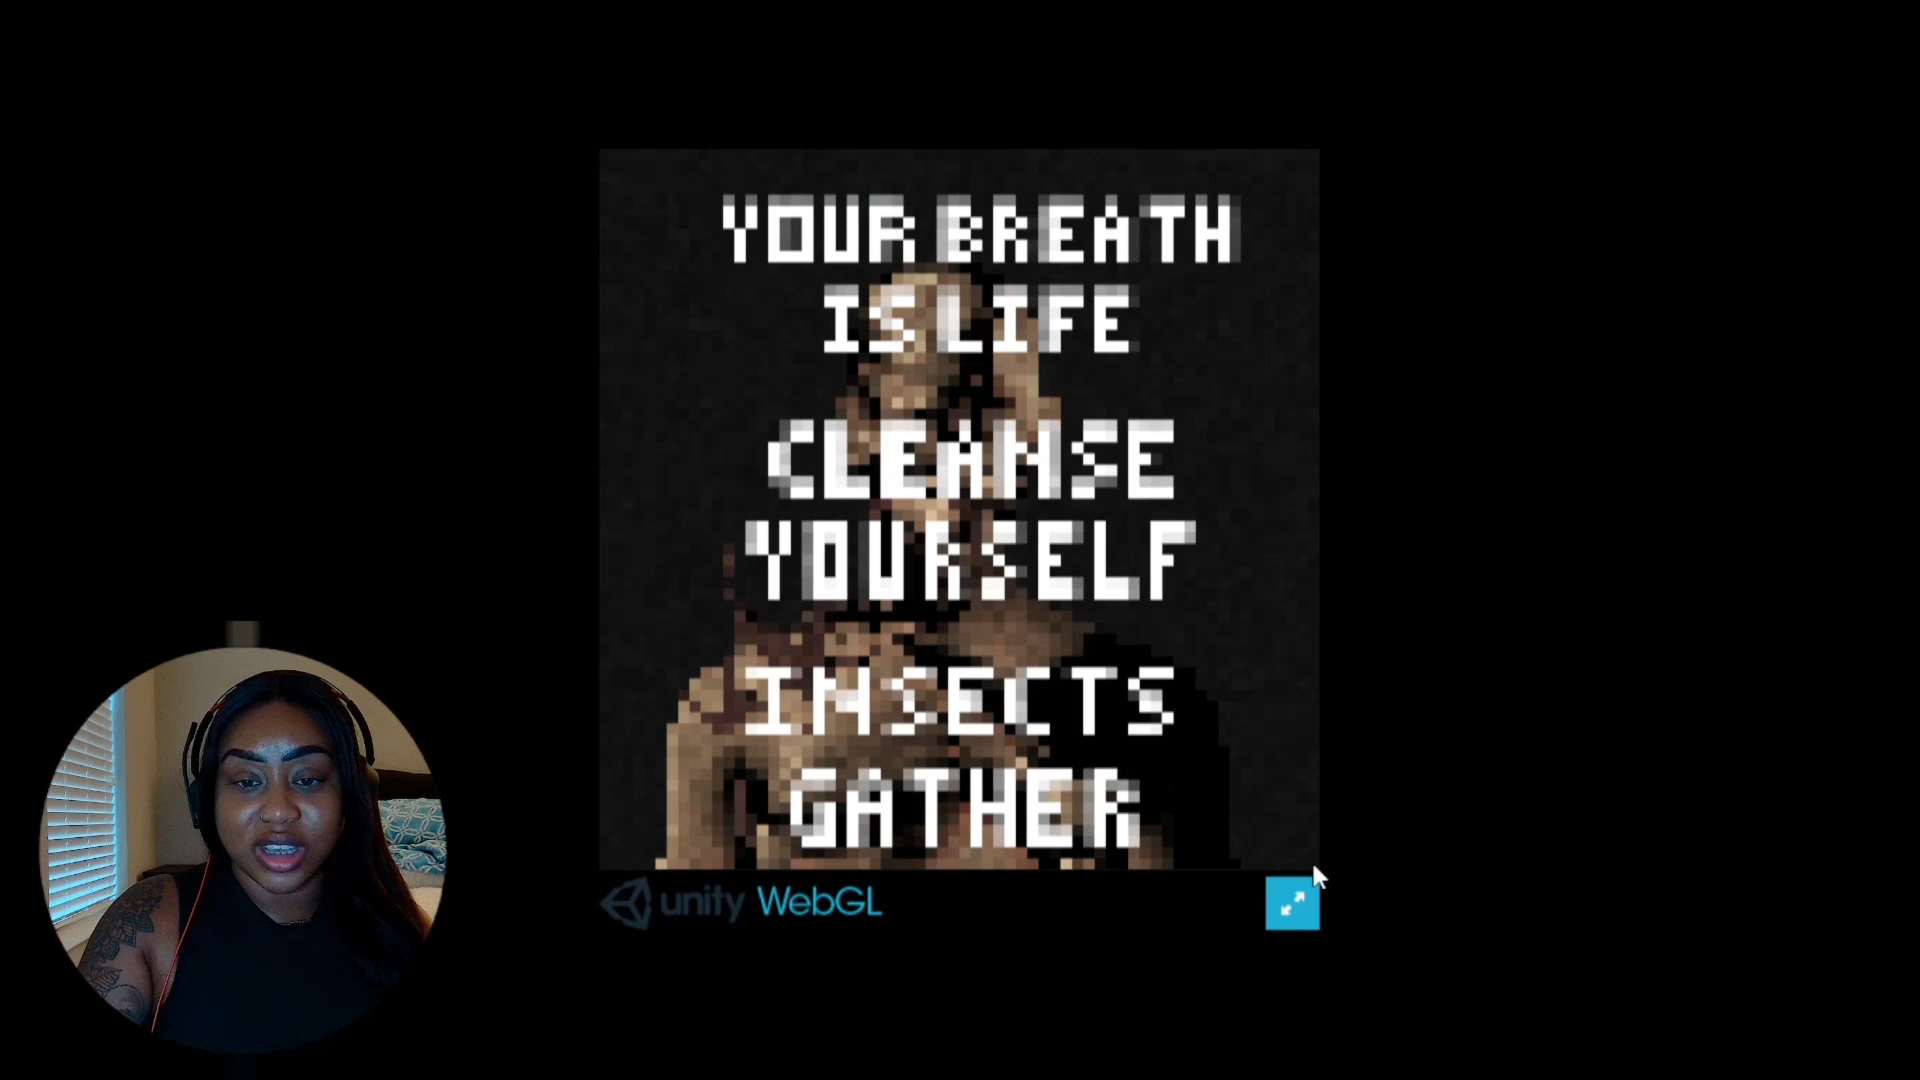 YOUR BREATH
IS LIFE
CLEANSE
YOURSELF
INSECTS
GATHER
unity WebGL